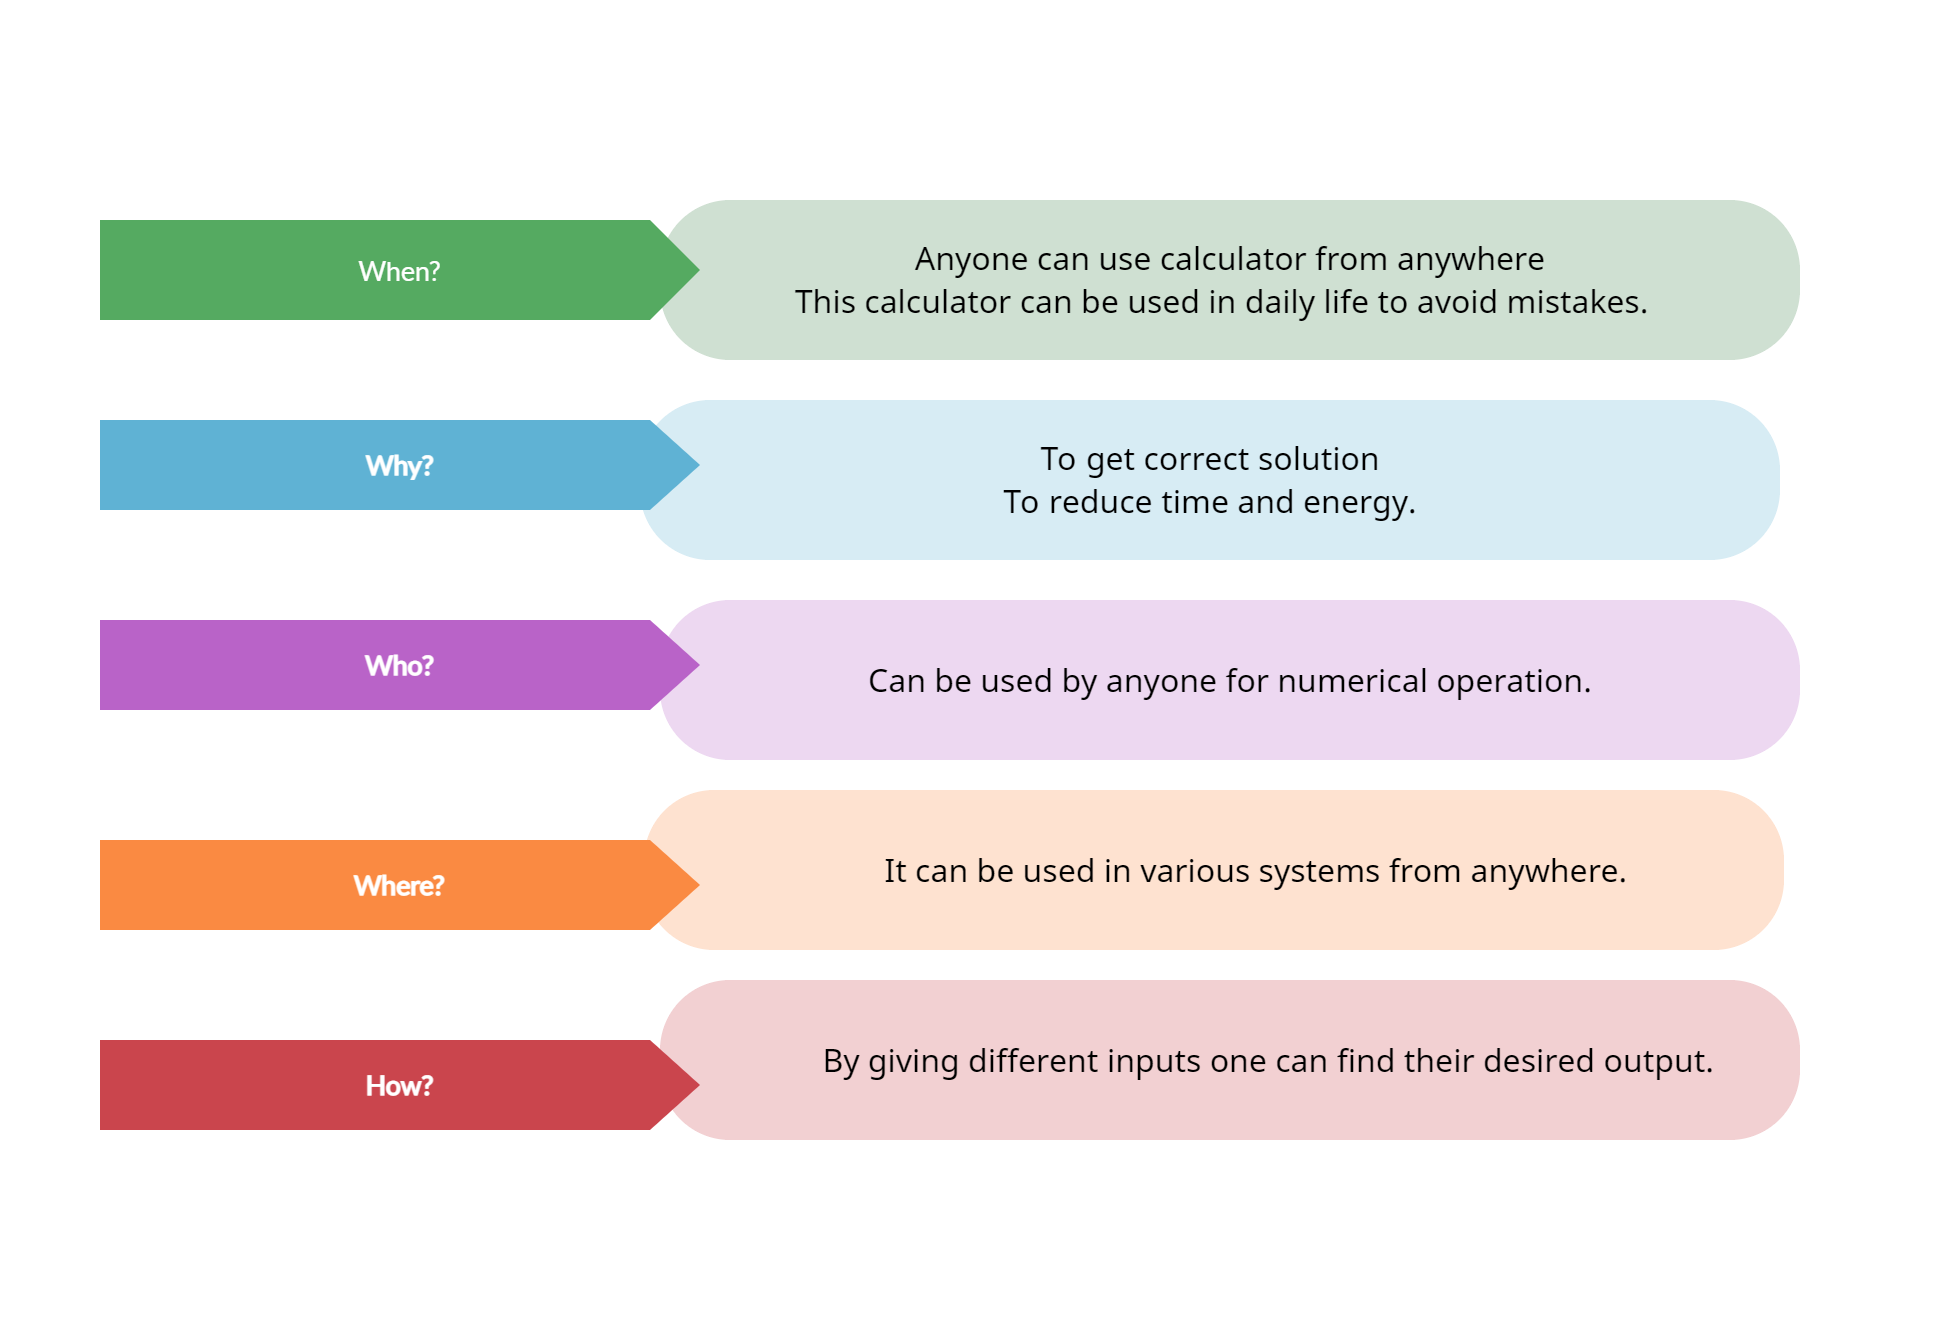 When?
Anyone can use calculator from anywhere
This calculator can be used in daily life to avoid mistakes.
Why?
To get correct solution
To reduce time and energy.
Who?
Can be used by anyone for numerical operation.
Where?
It can be used in various systems from anywhere.
How?
By giving different inputs one can find their desired output.